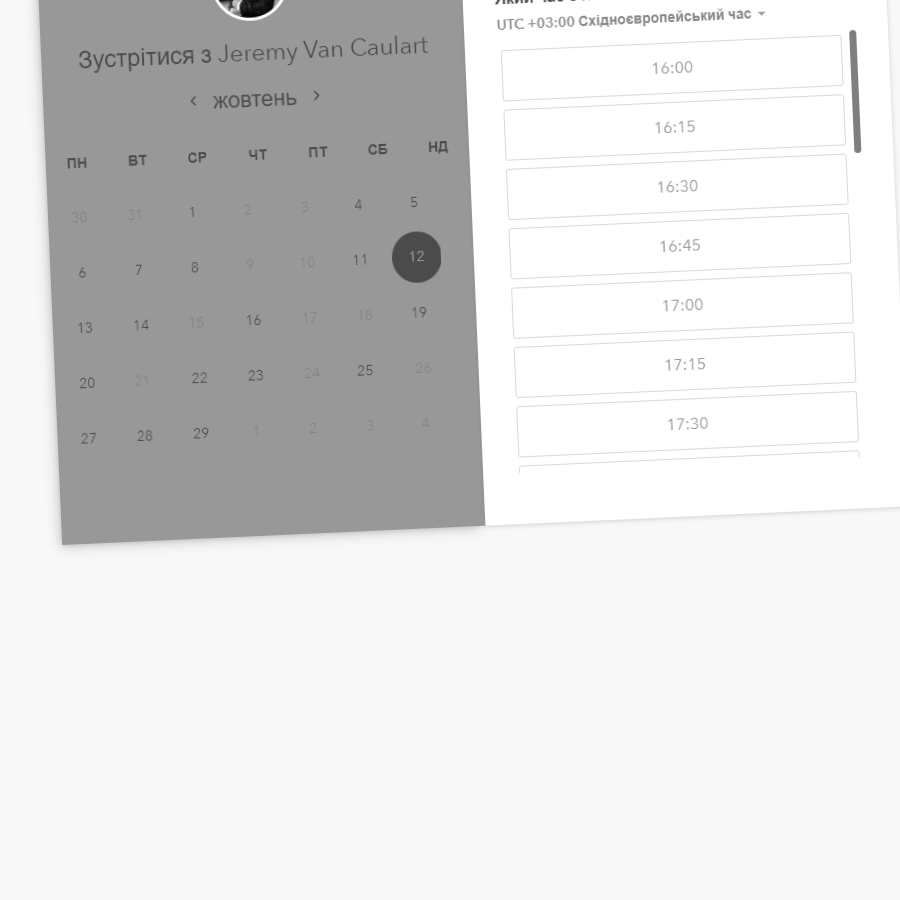 Зустрітися з Jeremy Van Caulart
жовтень
ПН ВТ СР ЧТ ПТ СБ НД
30 31 1 2 3 4 5
6 7 8 9 10 11 12
13 14 15 16 17 18 19
20 21 22 23 24 25 26
27 28 29 1 2 3 4
Який час
UTC +03:00 Східноєвропейський час
16:00
16:15
16:30
16:45
17:00
17:15
17:30